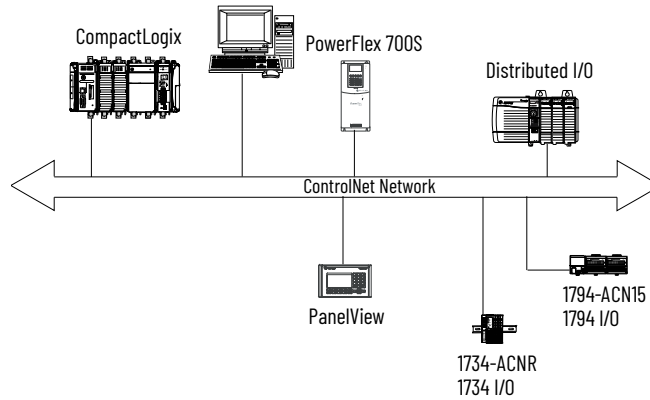 CompactLogix
PowerFlex 700S
Distributed I/O
ControlNet Network
PanelView
1794-ACN15
1794 I/O
1734-ACNR
1734 I/O